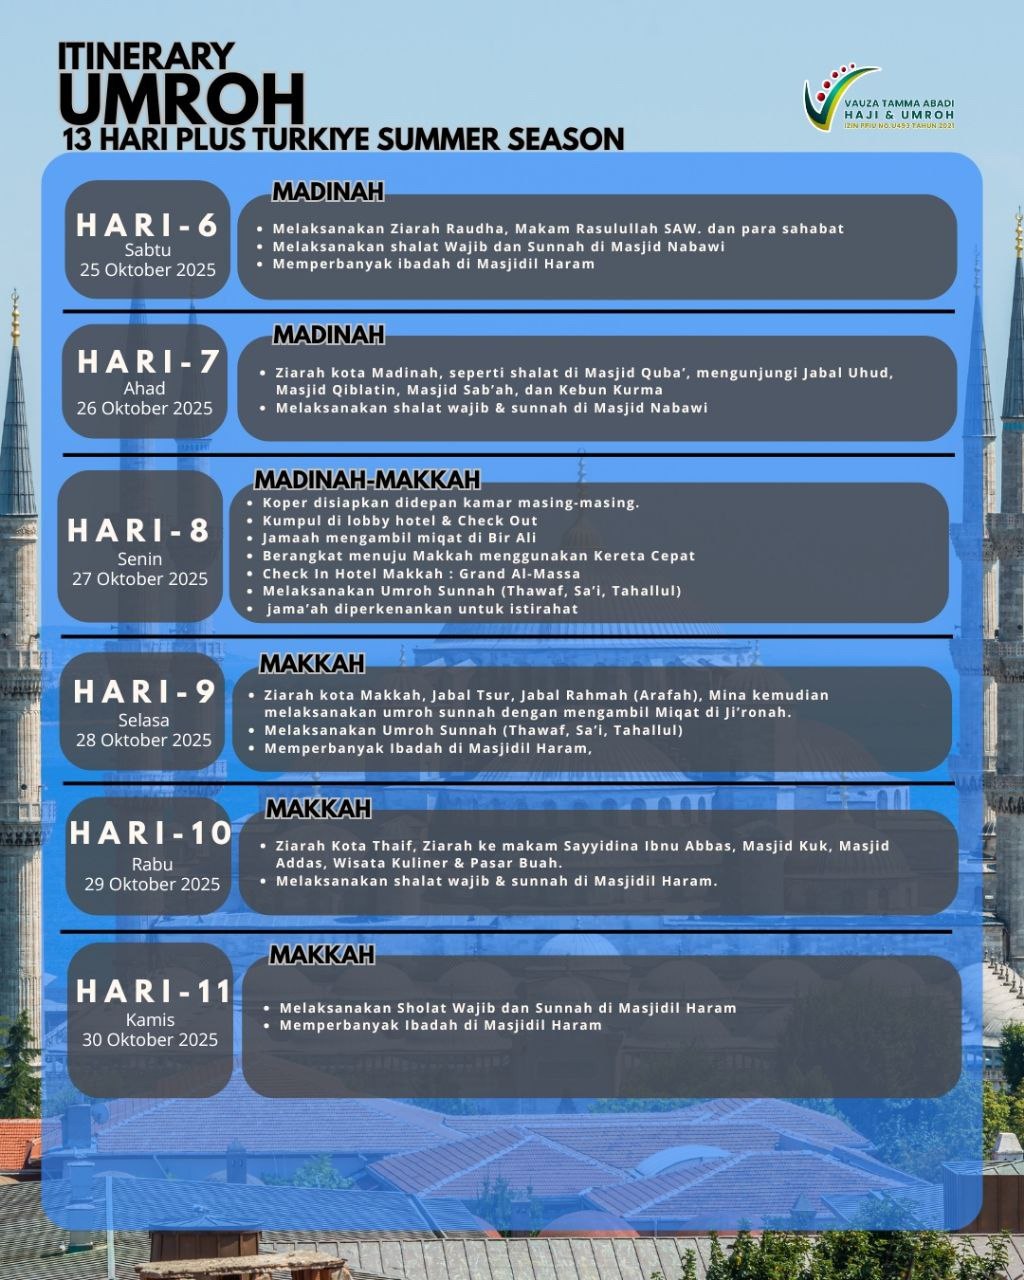 ITINERARY
UMROH
13 HARI PLUS TURKIYE SUMMER SEASON
VAUZA TAMMA ABADI
HAJI & UMROH
IZIN PPIU NO.U493 TAHUN 2021
HARI-6
Sabtu
25 Oktober 2025
MADINAH
• Melaksanakan Ziarah Raudha, Makam Rasulullah SAW. dan para sahabat
• Melaksanakan shalat Wajib dan Sunnah di Masjid Nabawi
• Memperbanyak ibadah di Masjidil Haram
HARI-7
Ahad
26 Oktober 2025
MADINAH
• Ziarah kota Madinah, seperti shalat di Masjid Quba’, mengunjungi Jabal Uhud,
Masjid Qiblatin, Masjid Sab’ah, dan Kebun Kurma
• Melaksanakan shalat wajib & sunnah di Masjid Nabawi
HARI-8
Senin
27 Oktober 2025
MADINAH-MAKKAH
• Koper disiapkan didepan kamar masing-masing.
• Kumpul di lobby hotel & Check Out
• Jamaah mengambil miqat di Bir Ali
• Berangkat menuju Makkah menggunakan Kereta Cepat
• Check In Hotel Makkah : Grand Al-Massa
• Melaksanakan Umroh Sunnah (Thawaf, Sa’i, Tahallul)
• jama’ah diperkenankan untuk istirahat
HARI-9
Selasa
28 Oktober 2025
MAKKAH
• Ziarah kota Makkah, Jabal Tsur, Jabal Rahmah (Arafah), Mina kemudian
melaksanakan umroh sunnah dengan mengambil Miqat di Ji’ronah.
• Melaksanakan Umroh Sunnah (Thawaf, Sa’i, Tahallul)
• Memperbanyak Ibadah di Masjidil Haram,
HARI-10
Rabu
29 Oktober 2025
MAKKAH
• Ziarah Kota Thaif, Ziarah ke makam Sayyidina Ibnu Abbas, Masjid Kuk, Masjid
Addas, Wisata Kuliner & Pasar Buah.
• Melaksanakan shalat wajib & sunnah di Masjidil Haram.
HARI-11
Kamis
30 Oktober 2025
MAKKAH
• Melaksanakan Sholat Wajib dan Sunnah di Masjidil Haram
• Memperbanyak Ibadah di Masjidil Haram